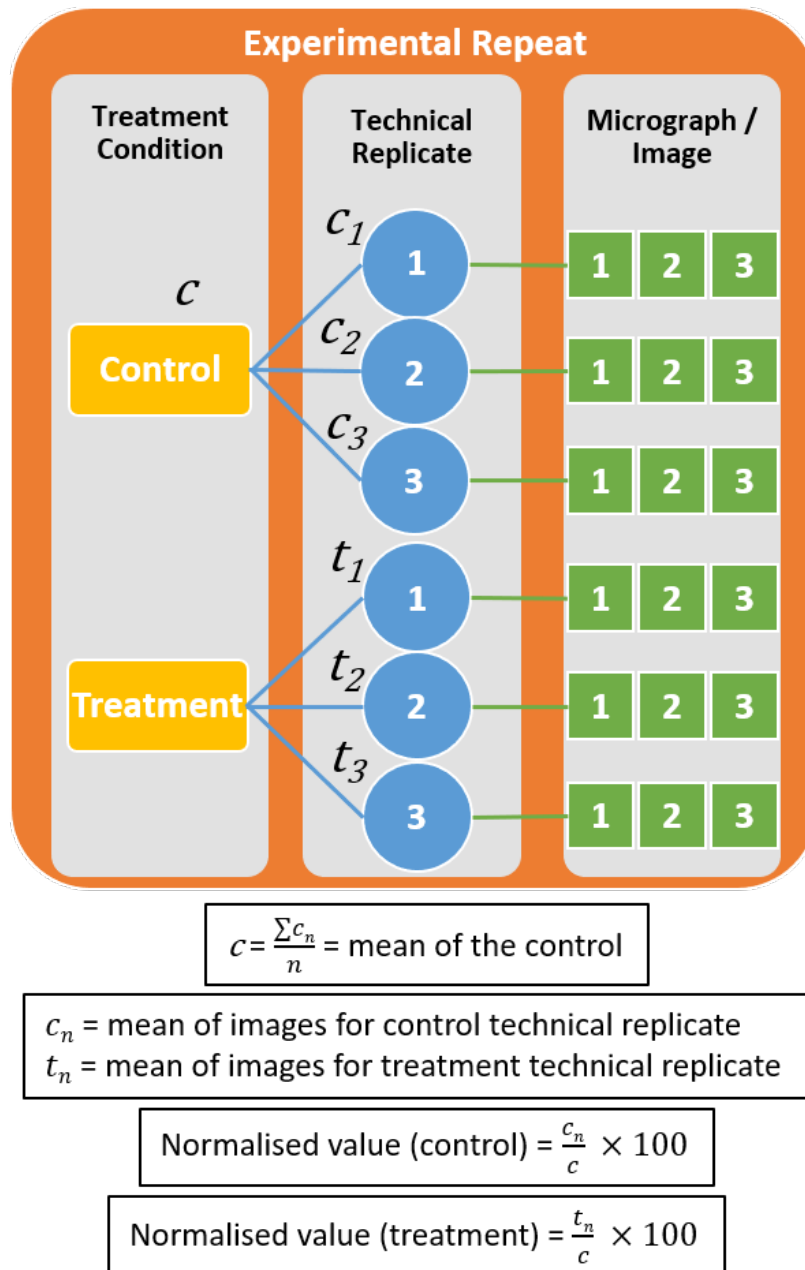 Experimental Repeat
Treatment
Condition
Technical
Replicate
Micrograph /
Image
c
Control
c₁
1
1 2 3
c₂
2
1 2 3
c₃
3
1 2 3
Treatment
t₁
1
1 2 3
t₂
2
1 2 3
t₃
3
1 2 3
c = ∑cₙ/n = mean of the control
cₙ = mean of images for control technical replicate
tₙ = mean of images for treatment technical replicate
Normalised value (control) = cₙ/c × 100
Normalised value (treatment) = tₙ/c × 100